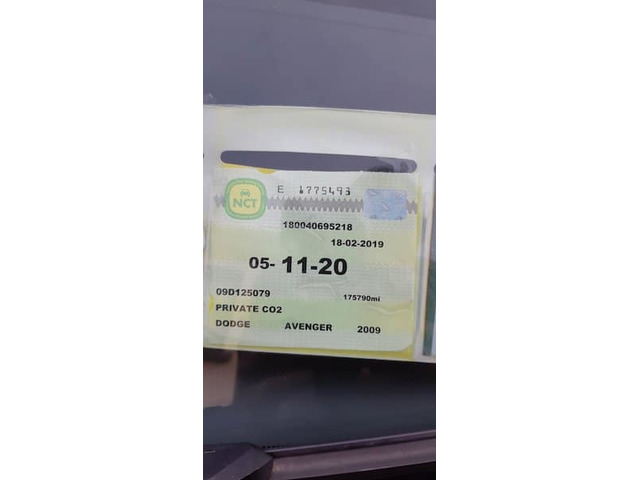 E 1775493
NCT
180040695218
18-02-2019
05- 11-20
09D125079 175790mi
PRIVATE CO2
DODGE AVENGER 2009